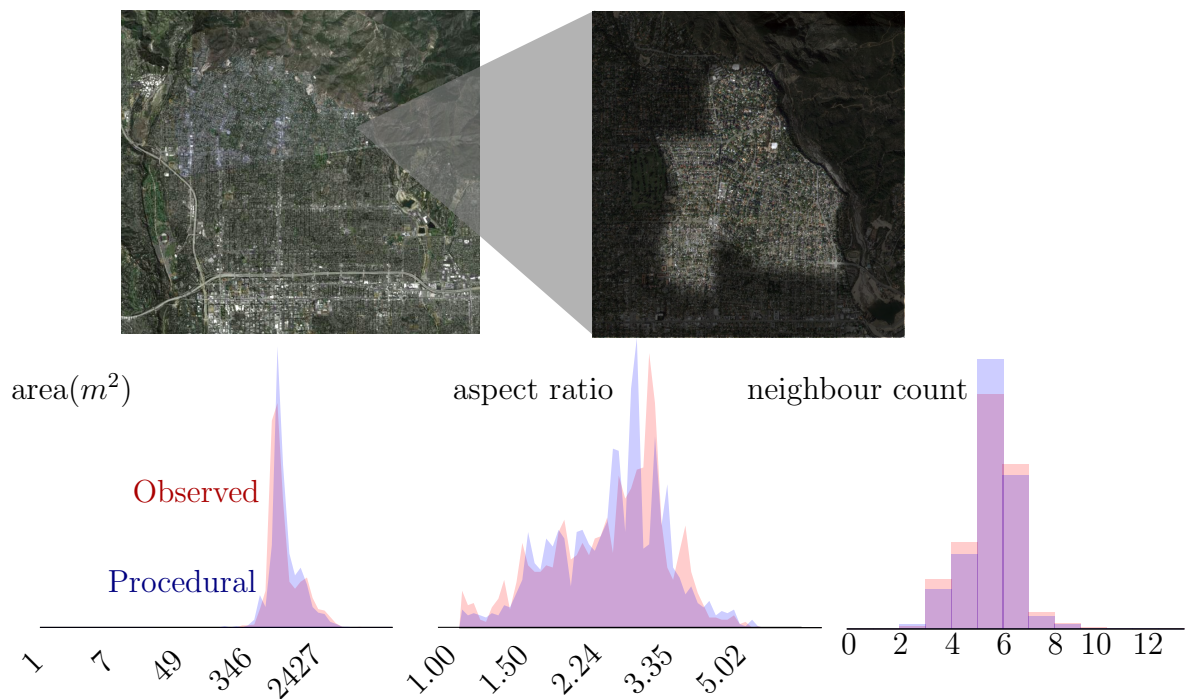 area(m²)
aspect ratio
neighbour count
Observed
Procedural
1 7 49 346 2427
1.00 1.50 2.24 3.35 5.02
0 2 4 6 8 10 12